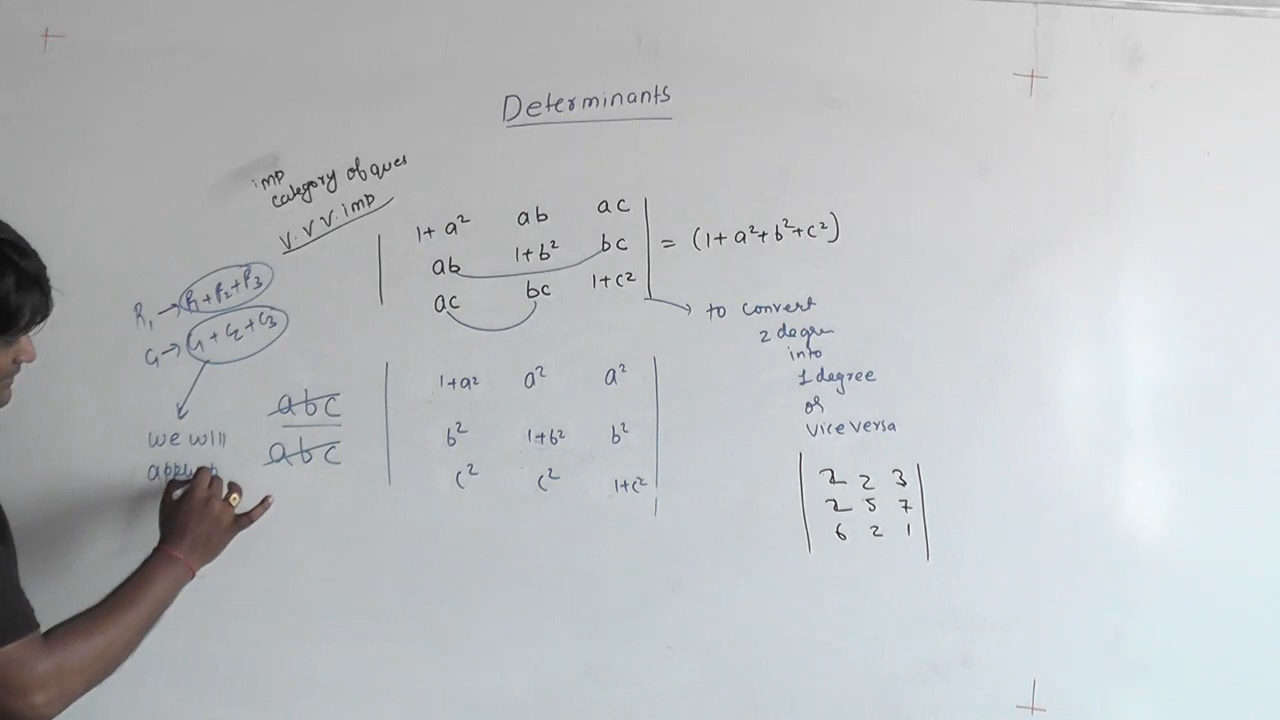 Determinants
imp
category of ques
V.V.V.imp
| 1+a² ab ac |
| ab 1+b² bc | = (1+a²+b²+c²)
| ac bc 1+c² |
R₁ → R₁+R₂+R₃
C₁ → C₁+C₂+C₃
we will
→ to convert
2 degree
into
1 degree
or
vice versa
abc
abc
| 1+a² a² a² |
| b² 1+b² b² |
| c² c² 1+c² |
| 2 2 3 |
| 2 5 7 |
| 6 2 1 |